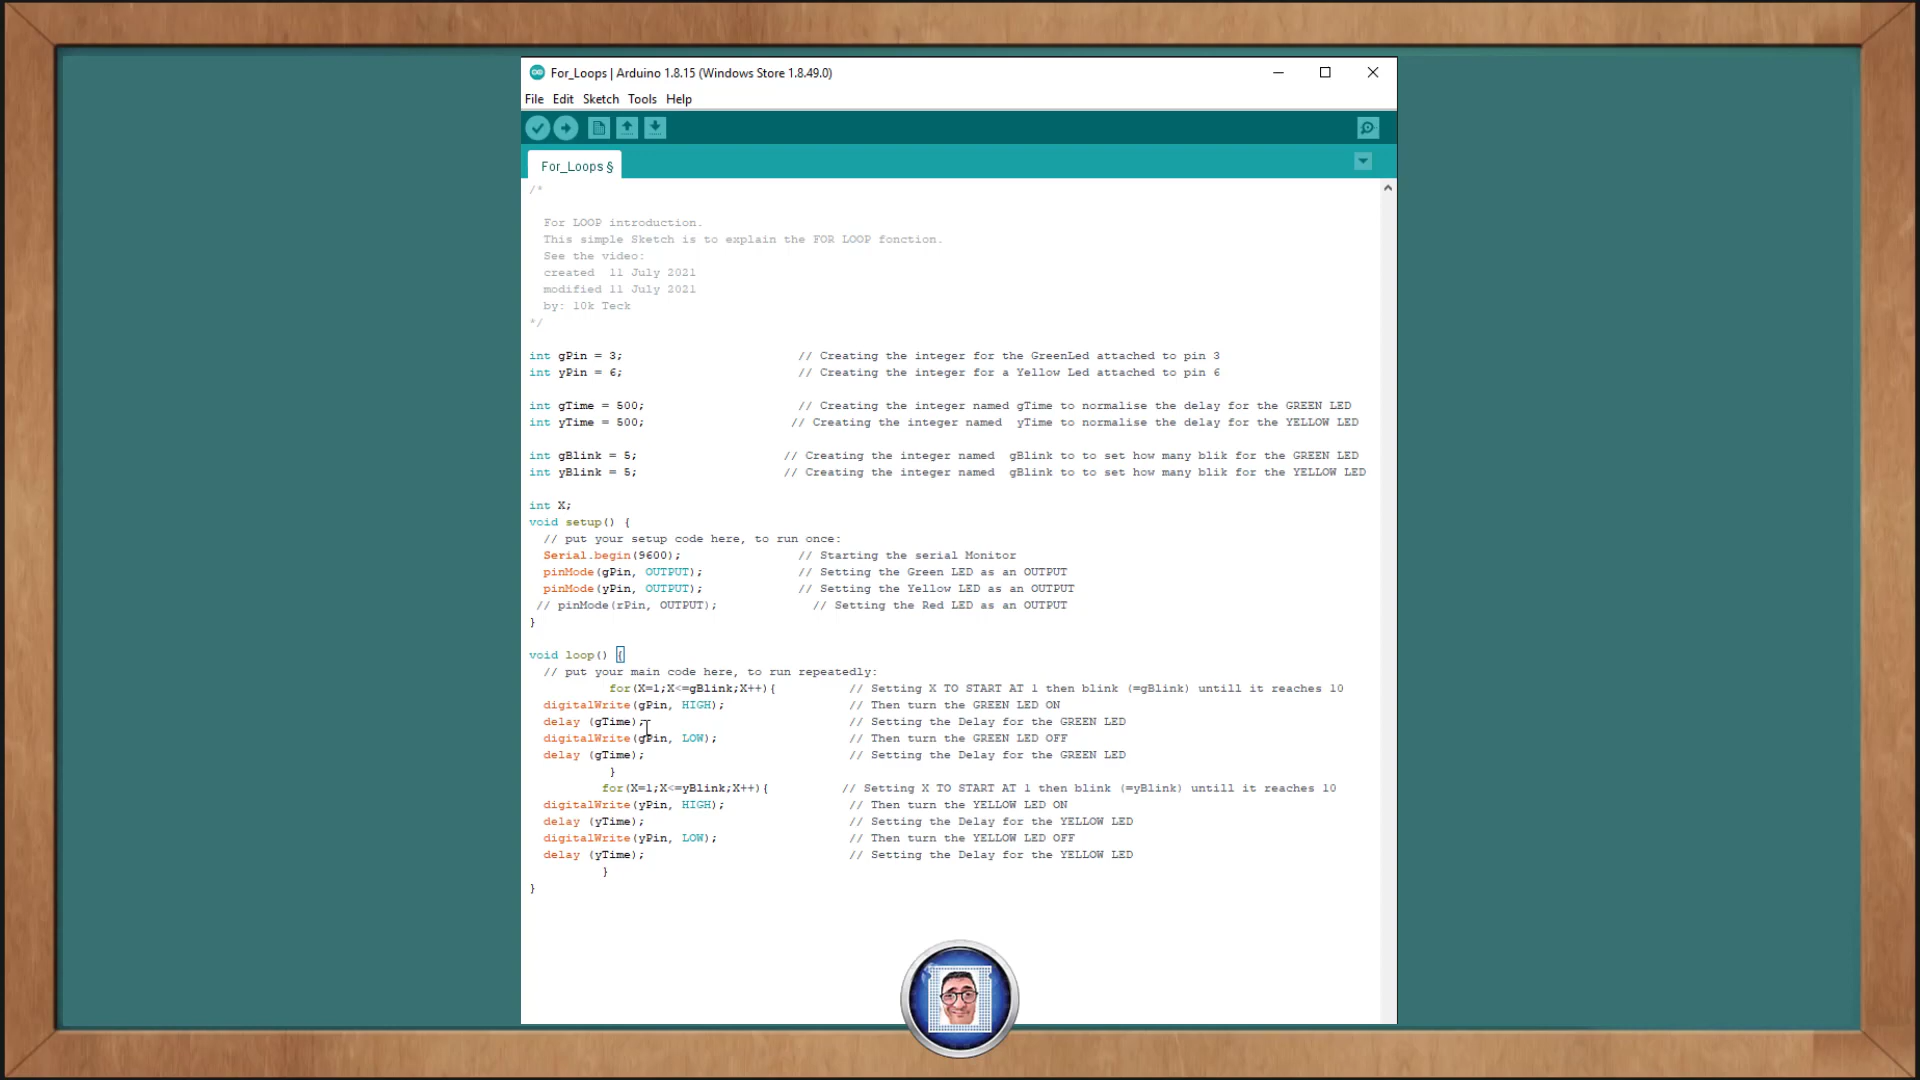 For_Loops | Arduino 1.8.15 (Windows Store 1.8.49.0)
File Edit Sketch Tools Help
For_Loops §
/*
For LOOP introduction.
This simple Sketch is to explain the FOR LOOP fonction.
See the video:
created 11 July 2021
modified 11 July 2021
by: 10k Teck
*/
int gPin = 3; // Creating the integer for the GreenLed attached to pin 3
int yPin = 6; // Creating the integer for a Yellow Led attached to pin 6
int gTime = 500; // Creating the integer named gTime to normalise the delay for the GREEN LED
int yTime = 500; // Creating the integer named yTime to normalise the delay for the YELLOW LED
int gBlink = 5; // Creating the integer named gBlink to to set how many blik for the GREEN LED
int yBlink = 5; // Creating the integer named gBlink to to set how many blik for the YELLOW LED
int X;
void setup() {
// put your setup code here, to run once:
Serial.begin(9600); // Starting the serial Monitor
pinMode(gPin, OUTPUT); // Setting the Green LED as an OUTPUT
pinMode(yPin, OUTPUT); // Setting the Yellow LED as an OUTPUT
// pinMode(rPin, OUTPUT); // Setting the Red LED as an OUTPUT
}
void loop() {
// put your main code here, to run repeatedly:
for(X=1;X<=gBlink;X++){ // Setting X TO START AT 1 then blink (=gBlink) untill it reaches 10
digitalWrite(gPin, HIGH); // Then turn the GREEN LED ON
delay (gTime); // Setting the Delay for the GREEN LED
digitalWrite(gPin, LOW); // Then turn the GREEN LED OFF
delay (gTime); // Setting the Delay for the GREEN LED
}
for(X=1;X<=yBlink;X++){ // Setting X TO START AT 1 then blink (=yBlink) untill it reaches 10
digitalWrite(yPin, HIGH); // Then turn the YELLOW LED ON
delay (yTime); // Setting the Delay for the YELLOW LED
digitalWrite(yPin, LOW); // Then turn the YELLOW LED OFF
delay (yTime); // Setting the Delay for the YELLOW LED
}
}